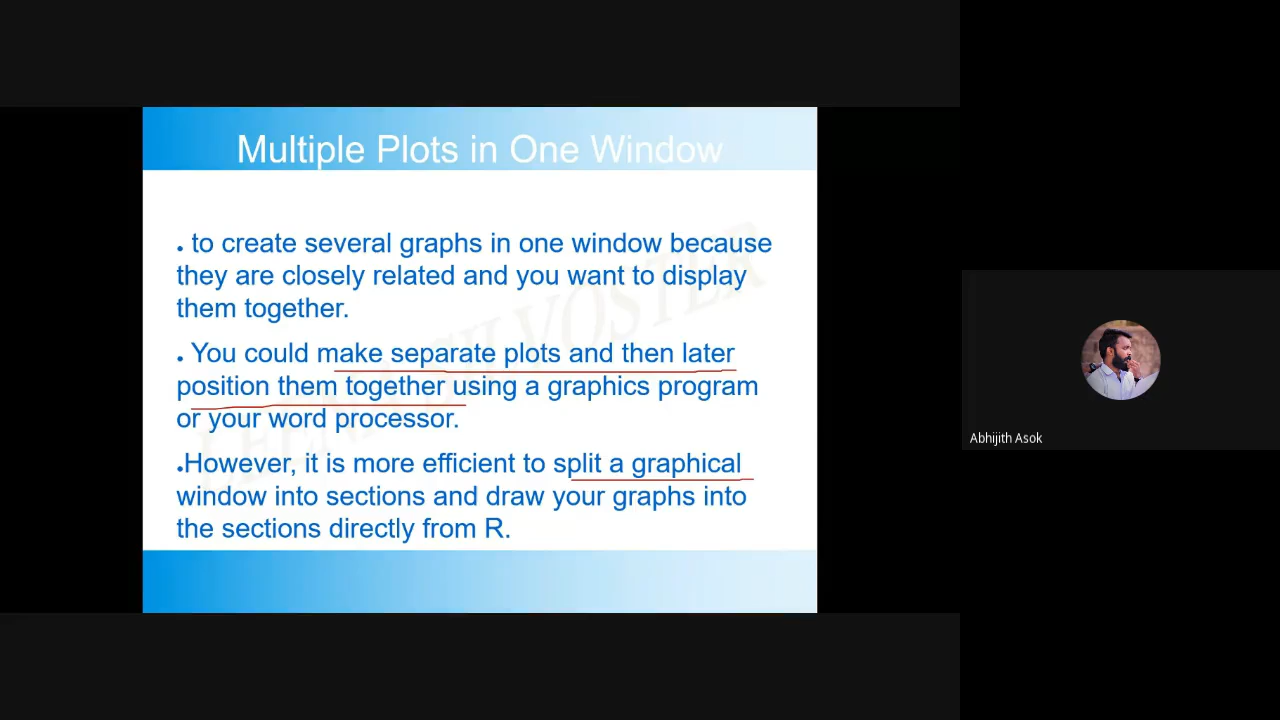 Multiple Plots in One Window
. to create several graphs in one window because
they are closely related and you want to display
them together.
. You could make separate plots and then later
position them together using a graphics program
or your word processor.
.However, it is more efficient to split a graphical
window into sections and draw your graphs into
the sections directly from R.
Abhijith Asok